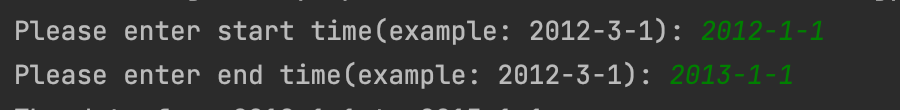 Please enter start time(example: 2012-3-1): 2012-1-1
Please enter end time(example: 2012-3-1): 2013-1-1